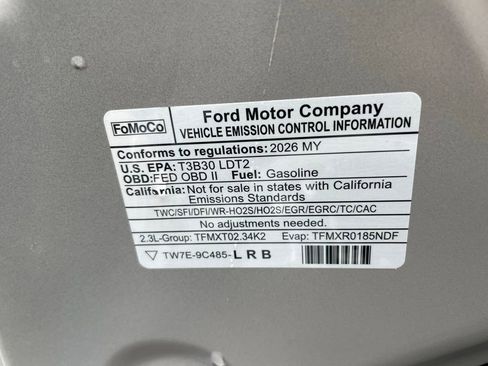 FoMoCo
Ford Motor Company
VEHICLE EMISSION CONTROL INFORMATION
Conforms to regulations: 2026 MY
U.S. EPA: T3B30 LDT2
OBD: FED OBD II Fuel: Gasoline
California: Not for sale in states with California
Emissions Standards
TWC/SFI/DFI/WR-HO2S/HO2S/EGR/EGRC/TC/CAC
No adjustments needed.
2.3L-Group: TFMXT02.34K2 Evap: TFMXR0185NDF
TW7E-9C485-LRB